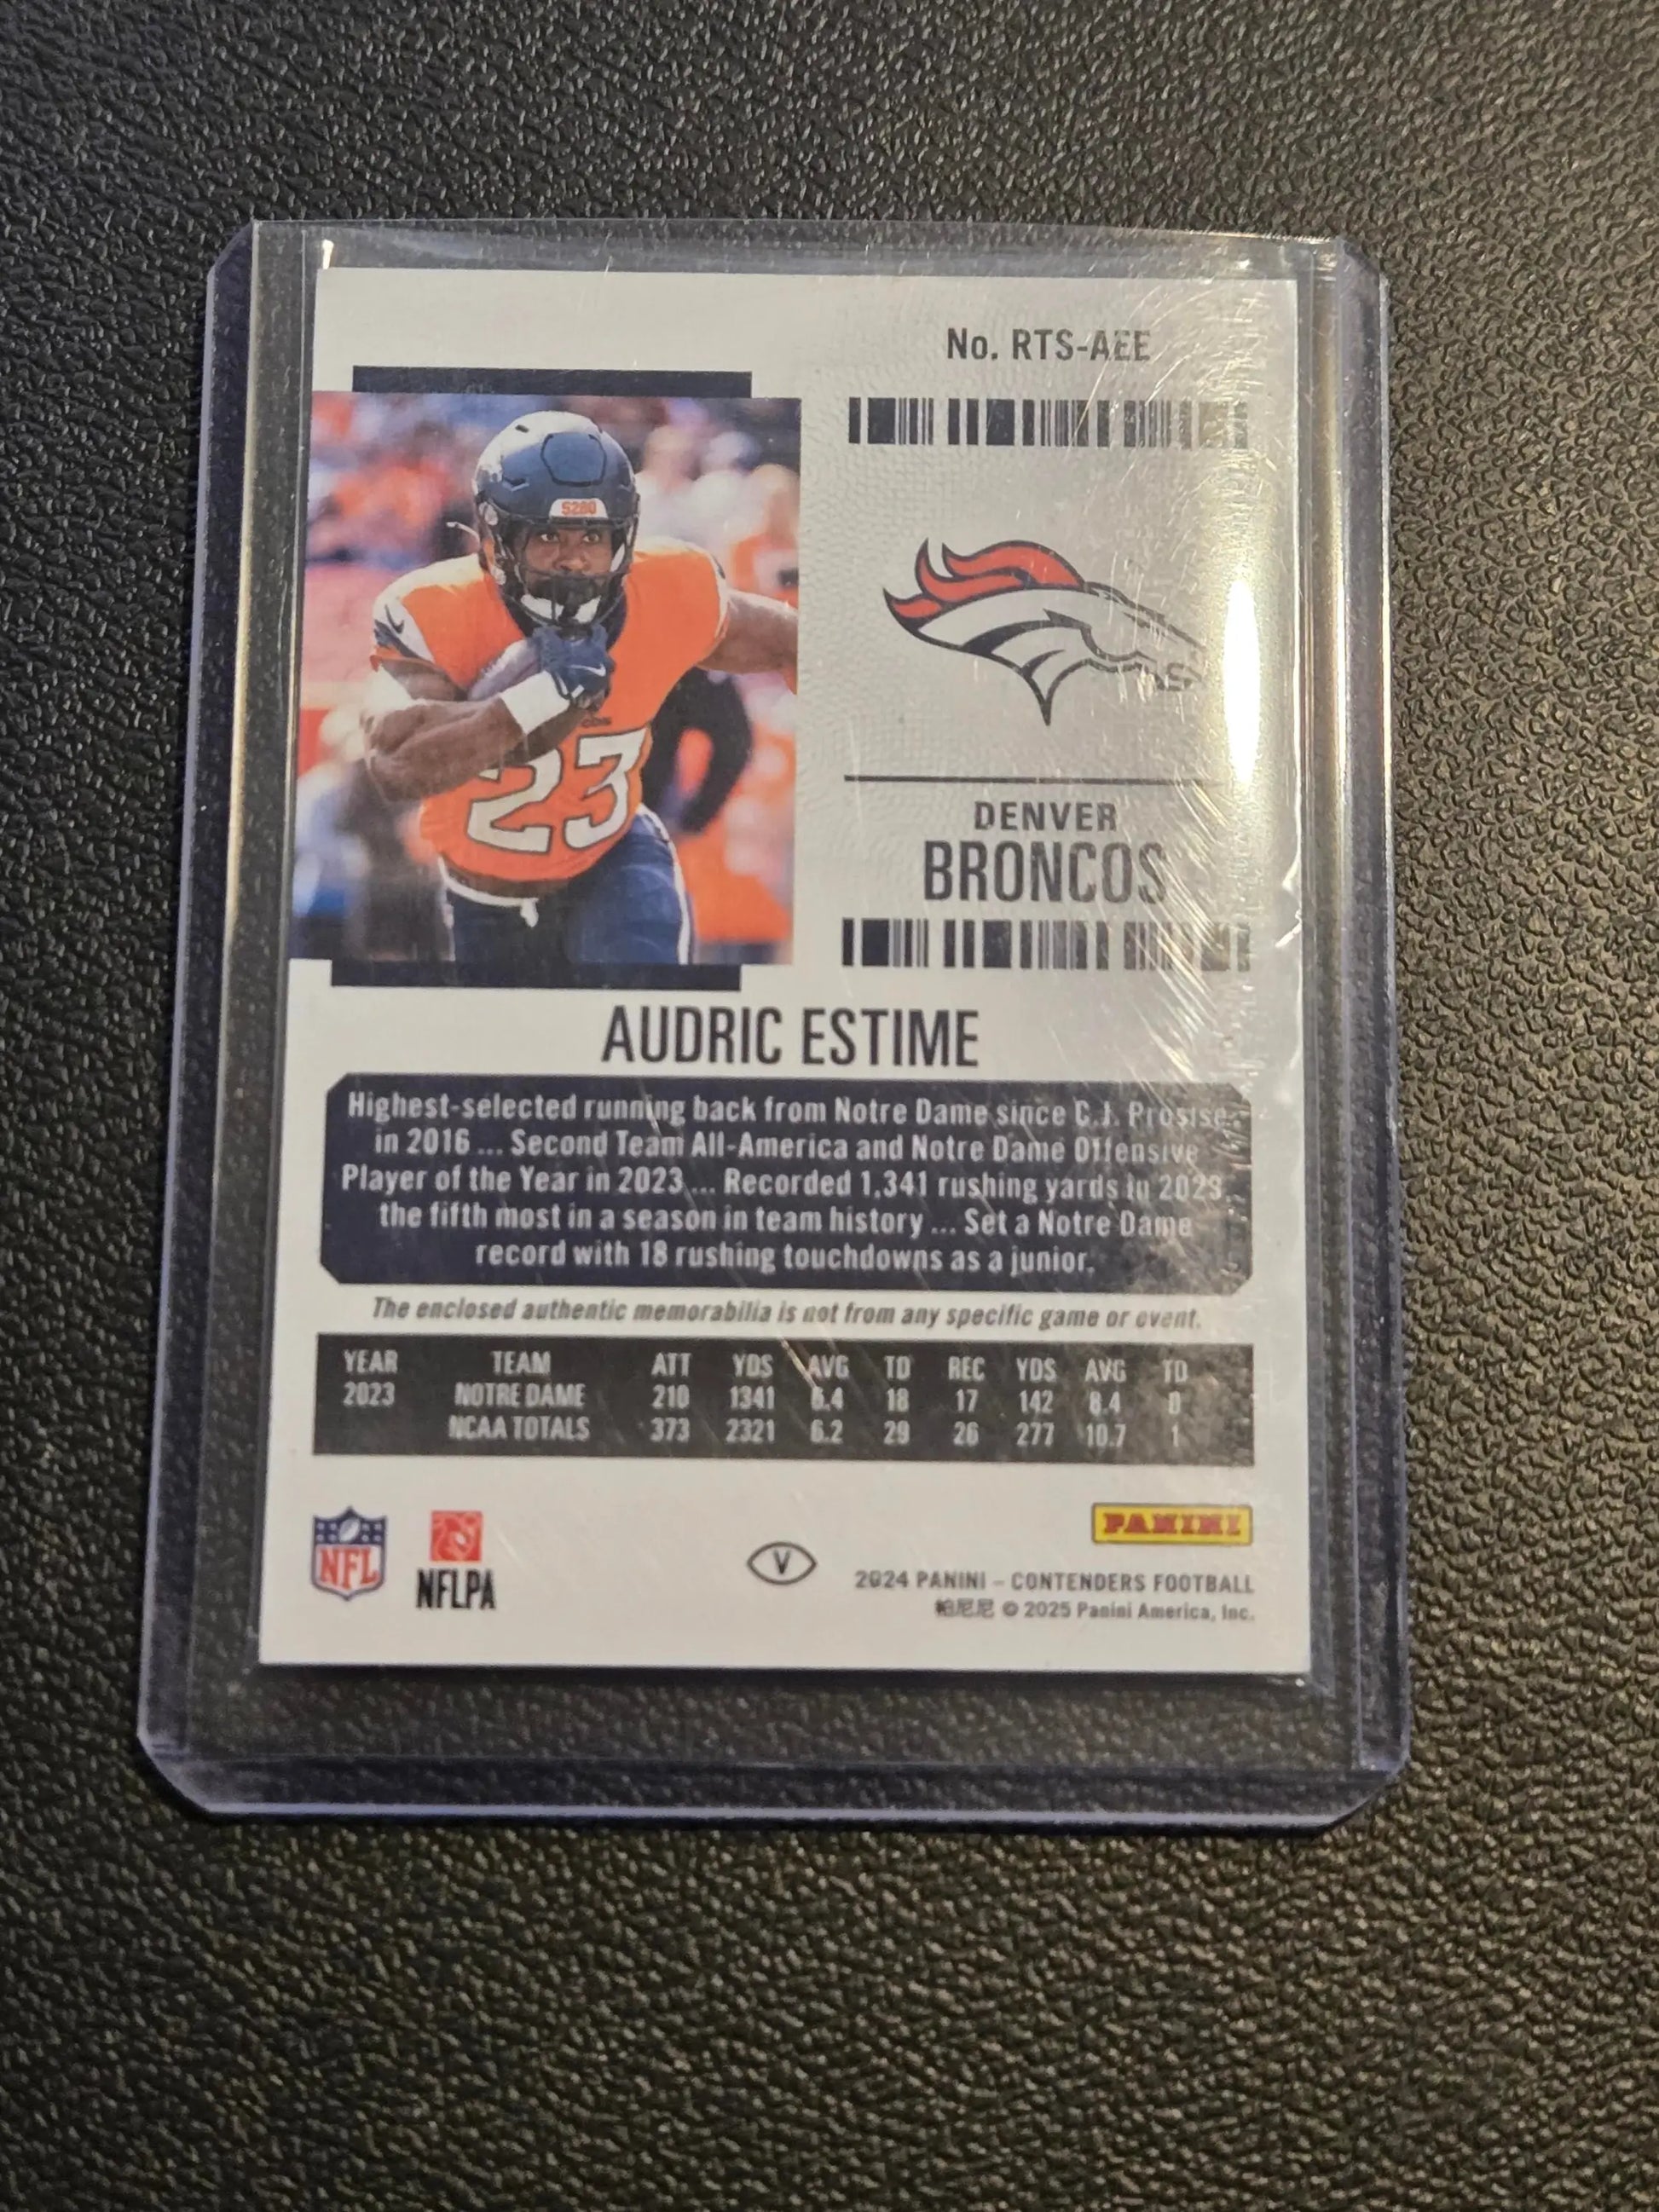 No. RTS-AEE
5280
23
DENVER
BRONCOS
AUDRIC ESTIME
Highest-selected running back from Notre Dame since C.J. Prosise
in 2016 ... Second Team All-America and Notre Dame Offensive
Player of the Year in 2023 ... Recorded 1,341 rushing yards in 2023,
the fifth most in a season in team history ... Set a Notre Dame
record with 18 rushing touchdowns as a junior.
The enclosed authentic memorabilia is not from any specific game or event.
YEAR TEAM ATT YDS AVG TD REC YDS AVG TD
2023 NOTRE DAME 210 1341 6.4 18 17 142 8.4 0
NCAA TOTALS 373 2321 6.2 29 26 277 10.7 1
NFL
NFLPA
V
PANINI
2024 PANINI – CONTENDERS FOOTBALL
帕尼尼 © 2025 Panini America, Inc.